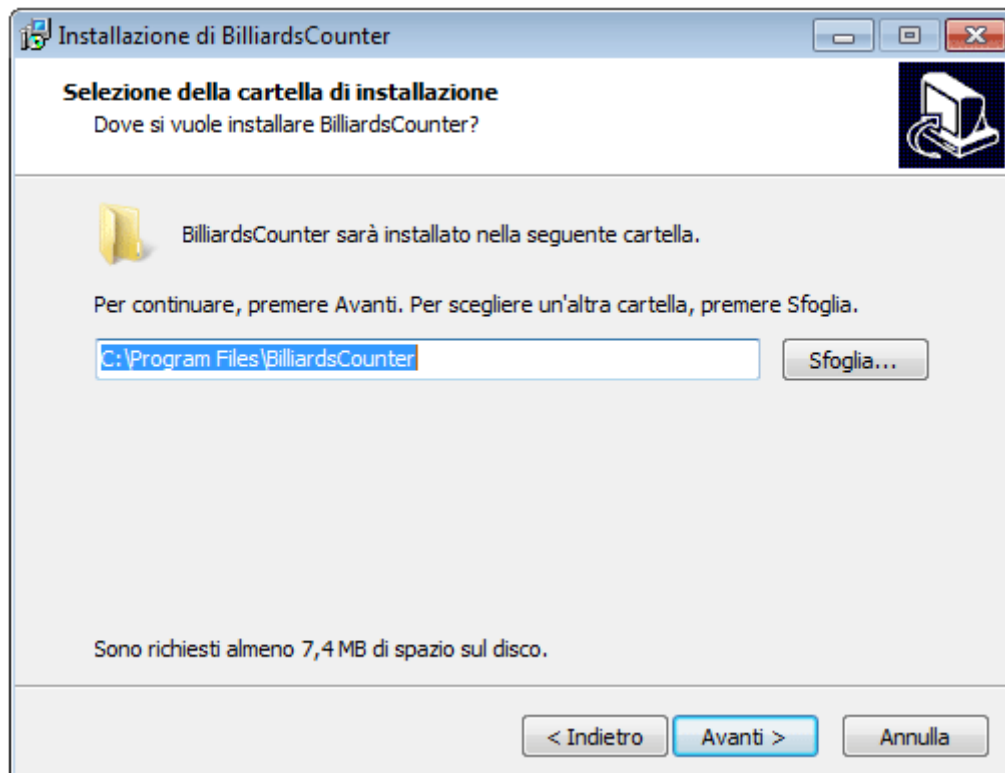 Installazione di BilliardsCounter
Selezione della cartella di installazione
Dove si vuole installare BilliardsCounter?
BilliardsCounter sarà installato nella seguente cartella.
Per continuare, premere Avanti. Per scegliere un'altra cartella, premere Sfoglia.
C:\Program Files\BilliardsCounter
Sfoglia...
Sono richiesti almeno 7,4 MB di spazio sul disco.
< Indietro
Avanti >
Annulla